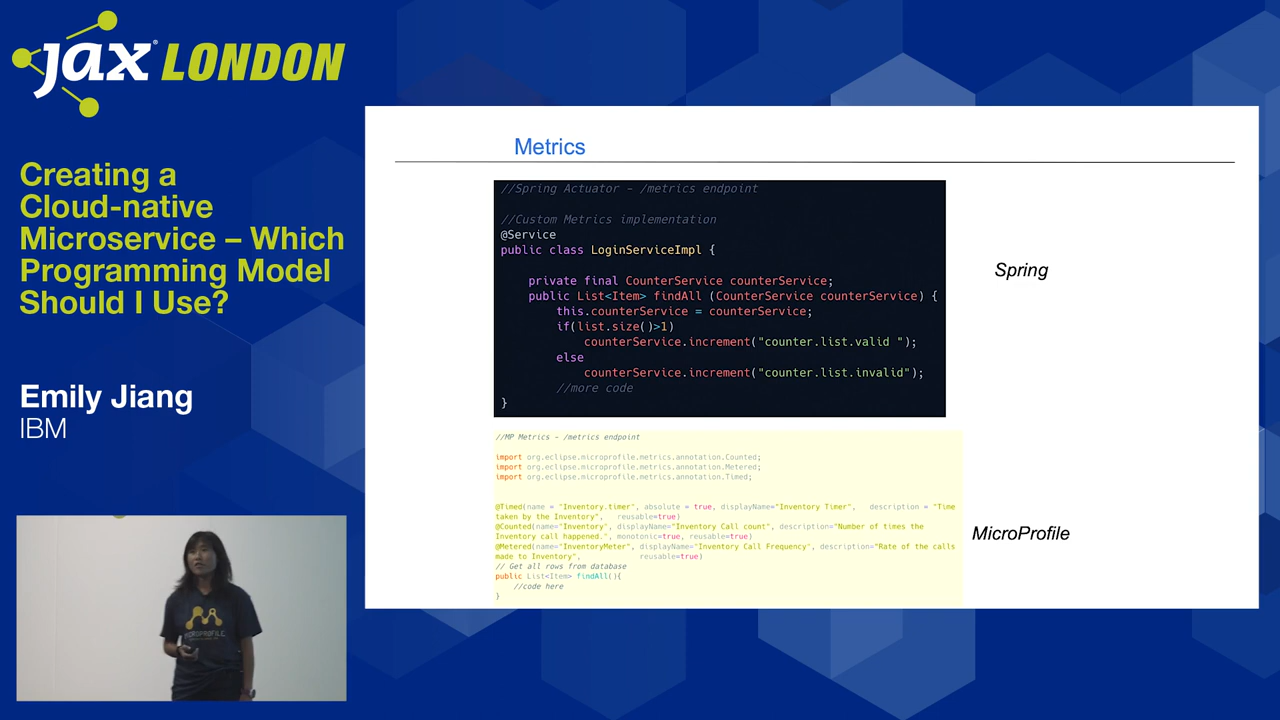 jax LONDON
Creating a
Cloud-native
Microservice – Which
Programming Model
Should I Use?
Emily Jiang
IBM
Metrics
//Spring Actuator – /metrics endpoint
//Custom Metrics implementation
@Service
public class LoginServiceImpl {
private final CounterService counterService;
public List<Item> findAll (CounterService counterService) {
this.counterService = counterService;
if(list.size()>1)
counterService.increment("counter.list.valid ");
else
counterService.increment("counter.list.invalid");
//more code
}
Spring
//MP Metrics – /metrics endpoint
import org.eclipse.microprofile.metrics.annotation.Counted;
import org.eclipse.microprofile.metrics.annotation.Metered;
import org.eclipse.microprofile.metrics.annotation.Timed;
@Timed(name = "Inventory.timer", absolute = true, displayName="Inventory Timer", description = "Time
taken by the Inventory", reusable=true)
@Counted(name="Inventory", displayName="Inventory Call count", description="Number of times the
Inventory call happened.", monotonic=true, reusable=true)
@Metered(name="InventoryMeter", displayName="Inventory Call Frequency", description="Rate of the calls
made to Inventory", reusable=true)
// Get all rows from database
public List<Item> findAll(){
//code here
}
MicroProfile
MICROPROFILE